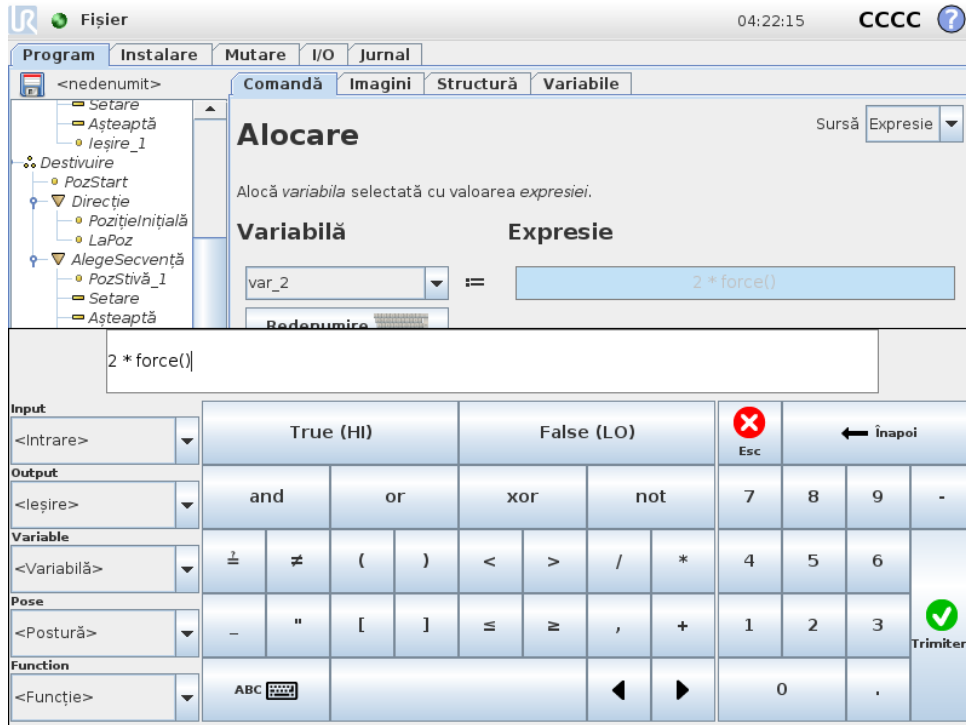 UR Fișier 04:22:15 CCCC ?
Program Instalare Mutare I/O Jurnal
<nedenumit> Comandă Imagini Structură Variabile
Setare
Așteaptă
Ieșire_1
Destivuire
PozStart
Direcție
PozițieInițială
LaPoz
AlegeSecvență
PozStivă_1
Setare
Așteaptă
Alocare Sursă Expresie
Alocă variabila selectată cu valoarea expresiei.
Variabilă Expresie
var_2 := 2 * force()
Redenumire
2 * force()
Input
<Intrare> True (HI) False (LO) Esc Înapoi
Output
<Ieșire> and or xor not 7 8 9 -
Variable
<Variabilă> ≟ ≠ ( ) < > / * 4 5 6
Pose
<Postură> _ " [ ] ≤ ≥ , + 1 2 3 Trimiter
Function
<Funcție> ABC 0 .